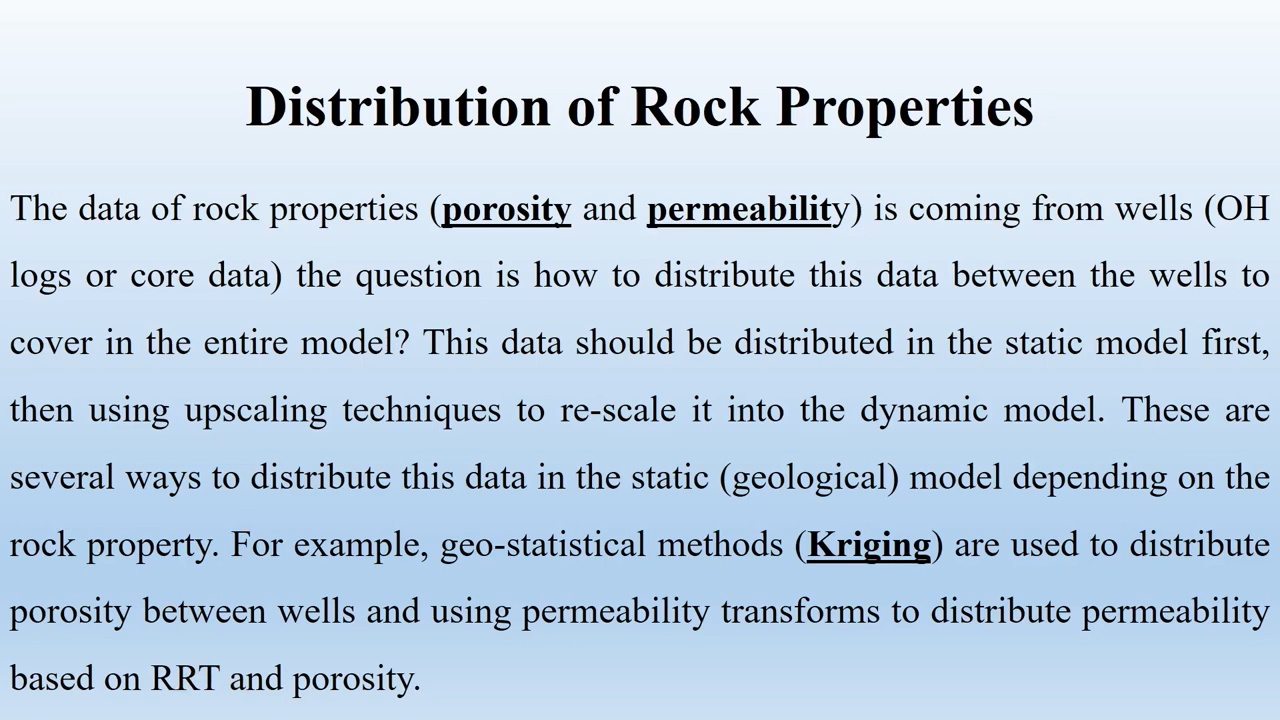 Distribution of Rock Properties
The data of rock properties (porosity and permeability) is coming from wells (OH
logs or core data) the question is how to distribute this data between the wells to
cover in the entire model? This data should be distributed in the static model first,
then using upscaling techniques to re-scale it into the dynamic model. These are
several ways to distribute this data in the static (geological) model depending on the
rock property. For example, geo-statistical methods (Kriging) are used to distribute
porosity between wells and using permeability transforms to distribute permeability
based on RRT and porosity.